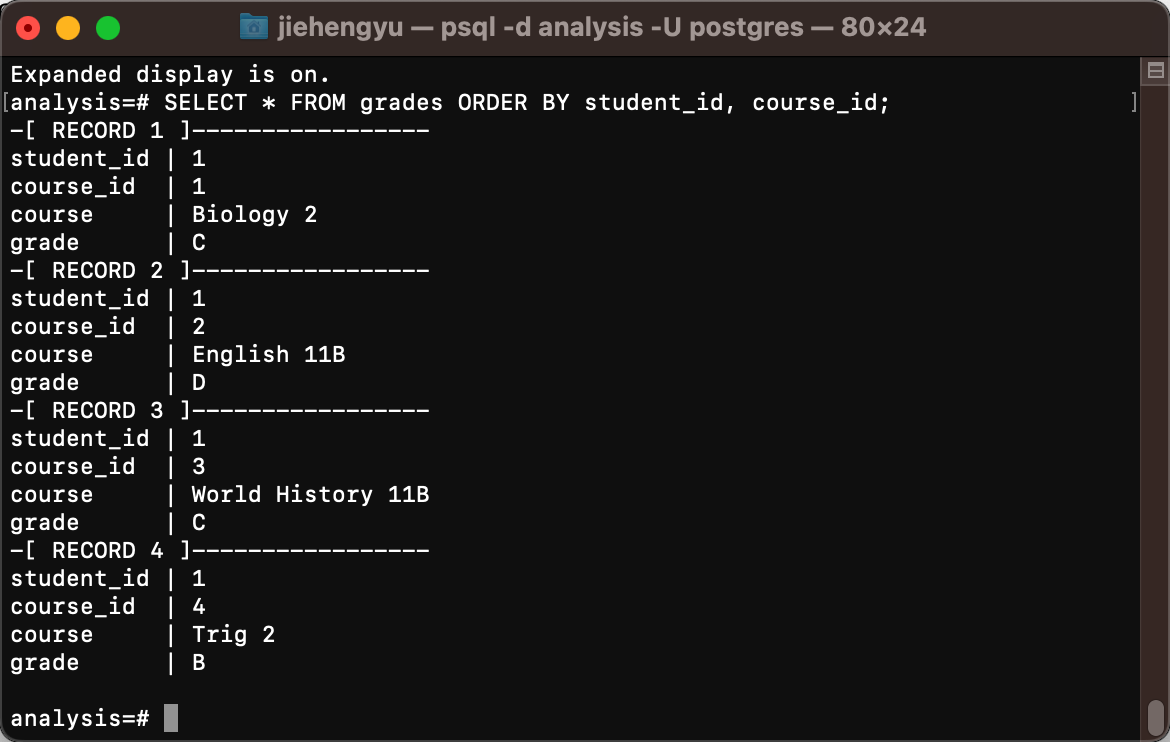 jiehengyu — psql -d analysis -U postgres — 80×24
Expanded display is on.
[analysis=# SELECT * FROM grades ORDER BY student_id, course_id; ]
-[ RECORD 1 ]-----------------
student_id | 1
course_id  | 1
course     | Biology 2
grade      | C
-[ RECORD 2 ]-----------------
student_id | 1
course_id  | 2
course     | English 11B
grade      | D
-[ RECORD 3 ]-----------------
student_id | 1
course_id  | 3
course     | World History 11B
grade      | C
-[ RECORD 4 ]-----------------
student_id | 1
course_id  | 4
course     | Trig 2
grade      | B
analysis=#